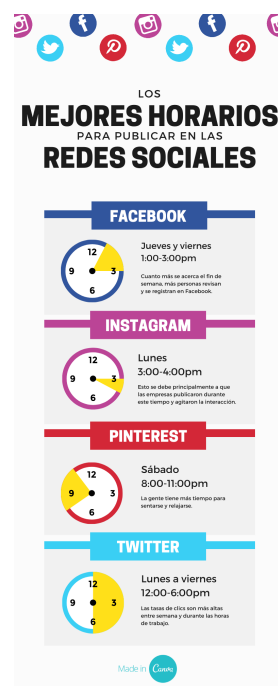 LOS
MEJORES HORARIOS
PARA PUBLICAR EN LAS
REDES SOCIALES
FACEBOOK
12
9 3
6
Jueves y viernes
1:00-3:00pm
Cuanto más se acerca el fin de
semana, más personas revisan
y se registran en Facebook.
INSTAGRAM
12
9 3
6
Lunes
3:00-4:00pm
Esto se debe principalmente a que
las empresas publicaron durante
este tiempo y agitaron la interacción.
PINTEREST
12
9 3
6
Sábado
8:00-11:00pm
La gente tiene más tiempo para
sentarse y relajarse.
TWITTER
12
9 3
6
Lunes a viernes
12:00-6:00pm
Las tasas de clics son más altas
entre semana y durante las horas
de trabajo.
Made in Canva